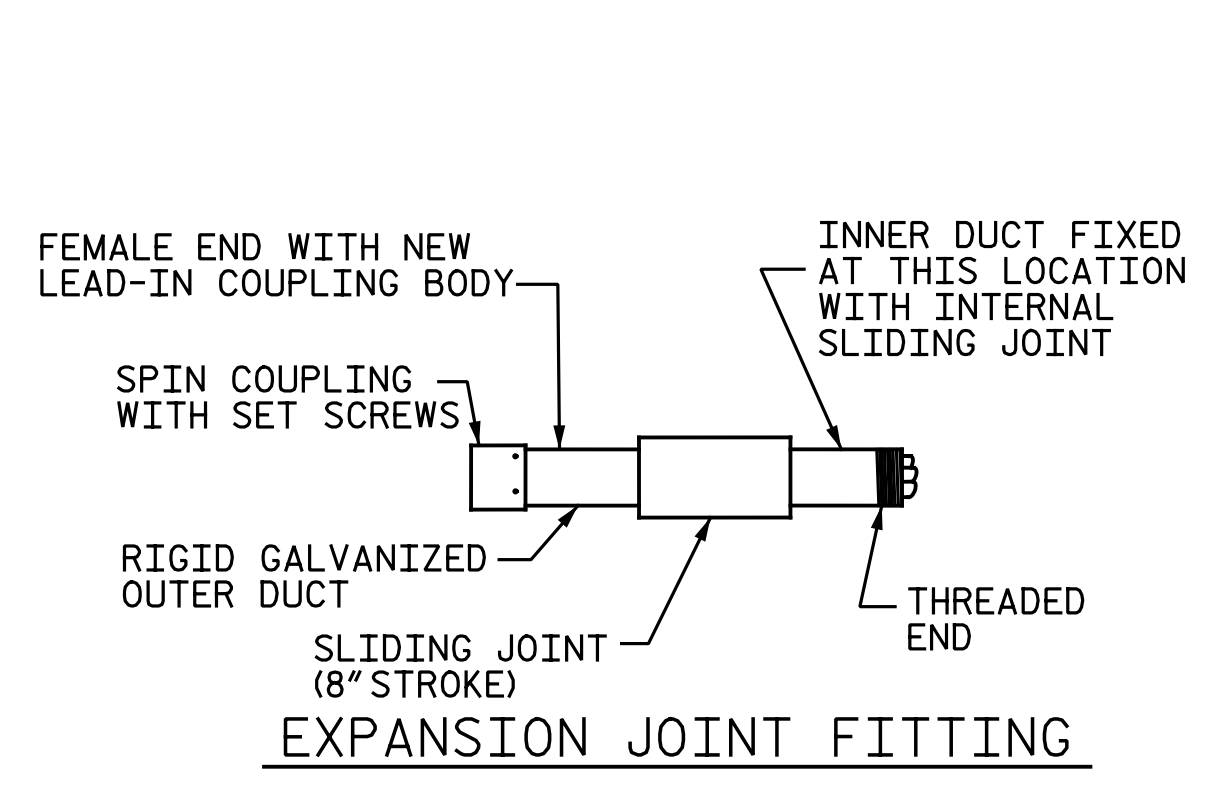 FEMALE END WITH NEW
LEAD-IN COUPLING BODY
INNER DUCT FIXED
AT THIS LOCATION
WITH INTERNAL
SLIDING JOINT
SPIN COUPLING
WITH SET SCREWS
RIGID GALVANIZED
OUTER DUCT
THREADED
END
SLIDING JOINT
(8" STROKE)
EXPANSION JOINT FITTING